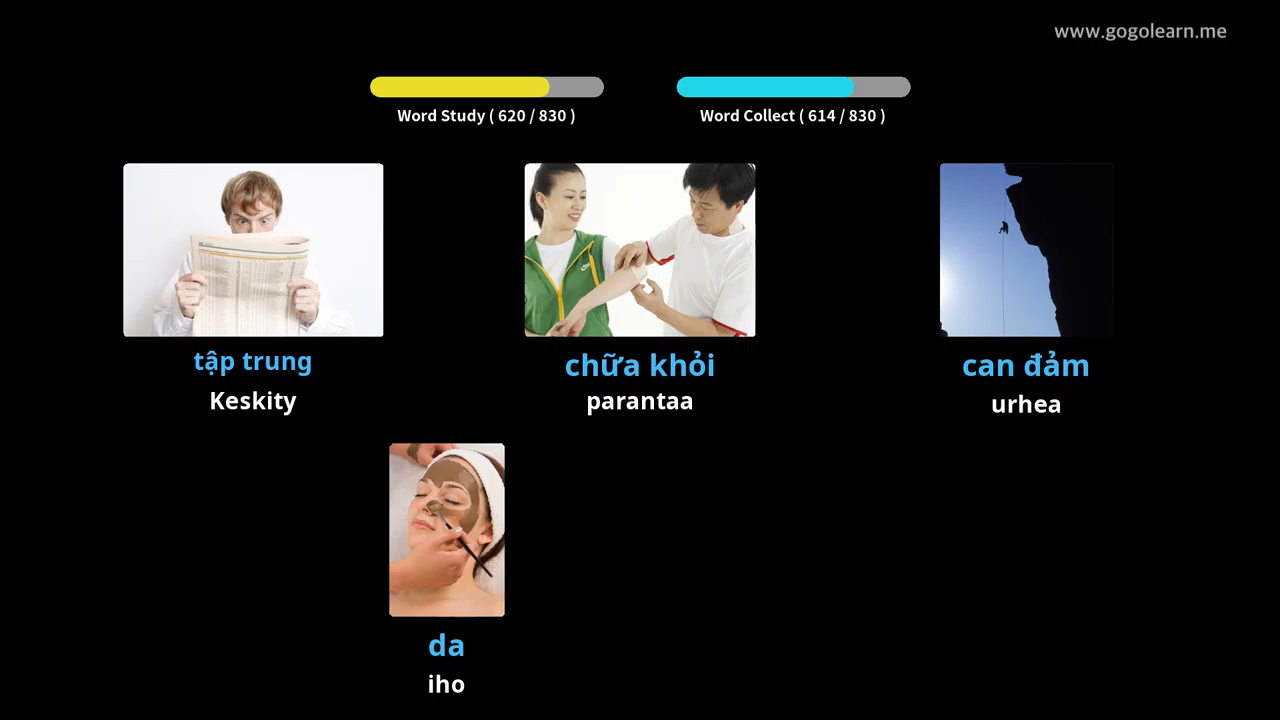 www.gogolearn.me
Word Study ( 620 / 830 )
Word Collect ( 614 / 830 )
tập trung
Keskity
chữa khỏi
parantaa
can đảm
urhea
da
iho